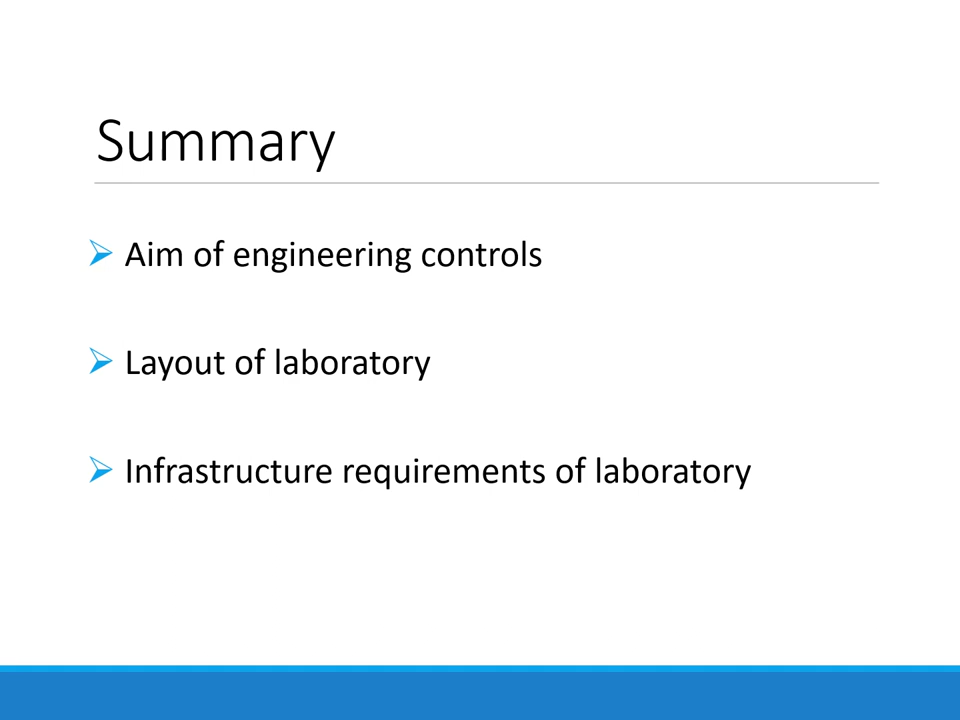 Summary
Aim of engineering controls
Layout of laboratory
Infrastructure requirements of laboratory